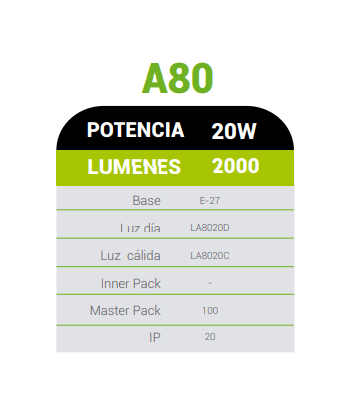 A80
POTENCIA 20W
LUMENES 2000
Base E-27
Luz día LA8020D
Luz cálida LA8020C
Inner Pack -
Master Pack 100
IP 20